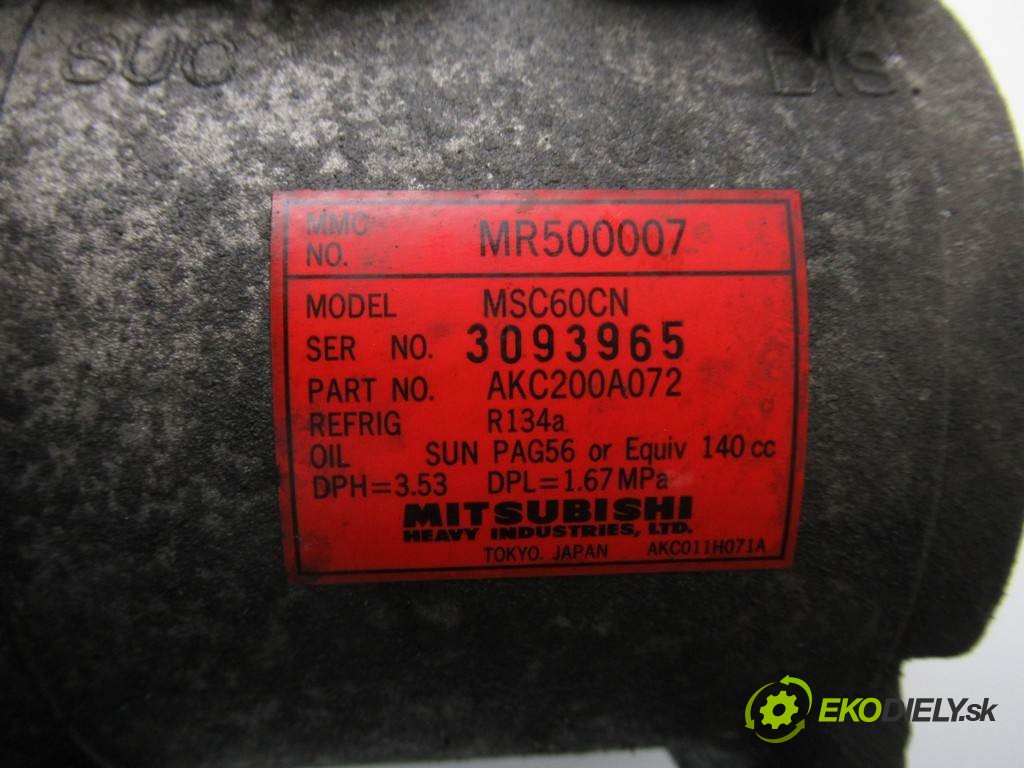 SUC DIS.
MMC NO. MR500007
MODEL MSC60CN
SER NO. 3093965
PART NO. AKC200A072
REFRIG R134a
OIL SUN PAG56 or Equiv 140 cc
DPH=3.53 DPL=1.67 MPa
MITSUBISHI
HEAVY INDUSTRIES, LTD.
TOKYO. JAPAN AKC011H071A
EKODIELY.sk